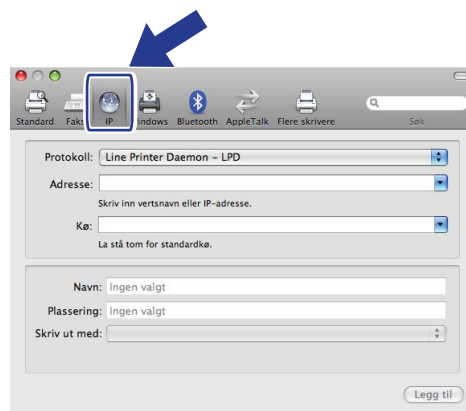 Standard Faks IP Windows Bluetooth AppleTalk Flere skrivere Søk
Protokoll: Line Printer Daemon – LPD
Adresse:
Skriv inn vertsnavn eller IP-adresse.
Kø:
La stå tom for standardkø.
Navn: Ingen valgt
Plassering: Ingen valgt
Skriv ut med:
Legg til